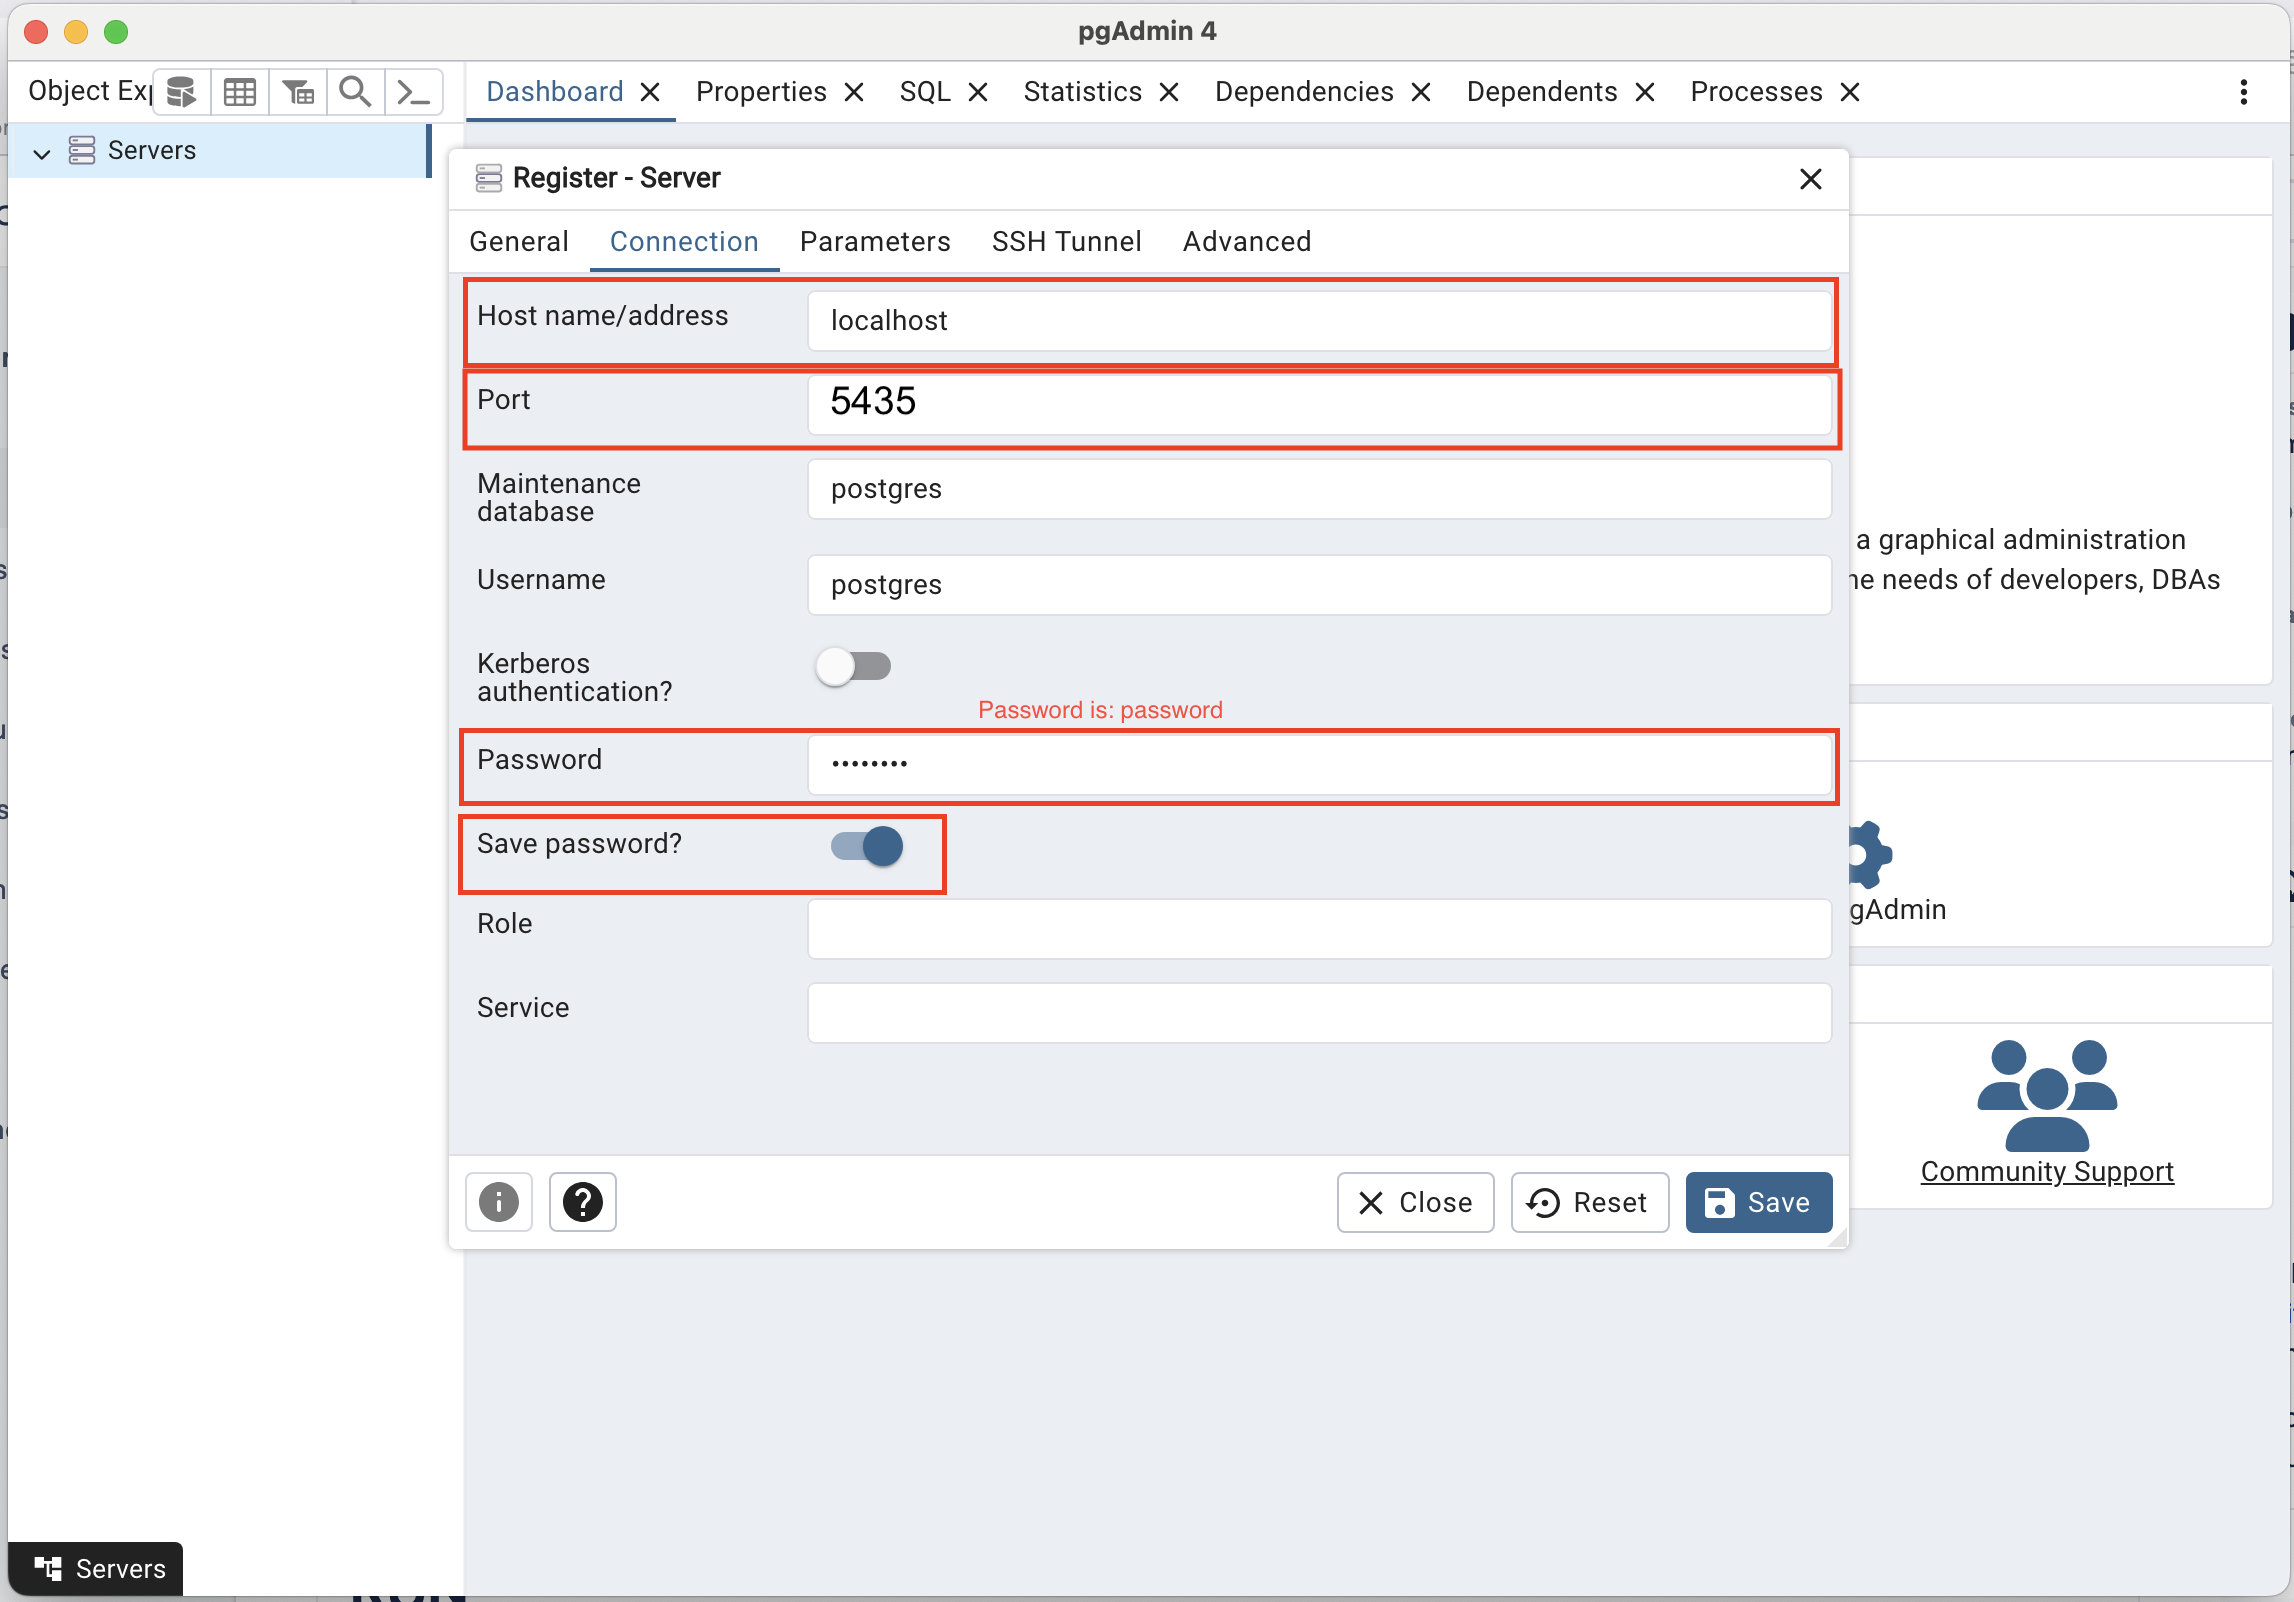 pgAdmin 4
Object Exp
Dashboard
Properties
SQL
Statistics
Dependencies
Dependents
Processes
Servers
Register - Server
General
Connection
Parameters
SSH Tunnel
Advanced
Host name/address
localhost
Port
5435
Maintenance
database
postgres
Username
postgres
Kerberos
authentication?
Password is: password
Password
••••••••
Save password?
Role
Service
Close
Reset
Save
a graphical administration
he needs of developers, DBAs
gAdmin
Community Support
Servers